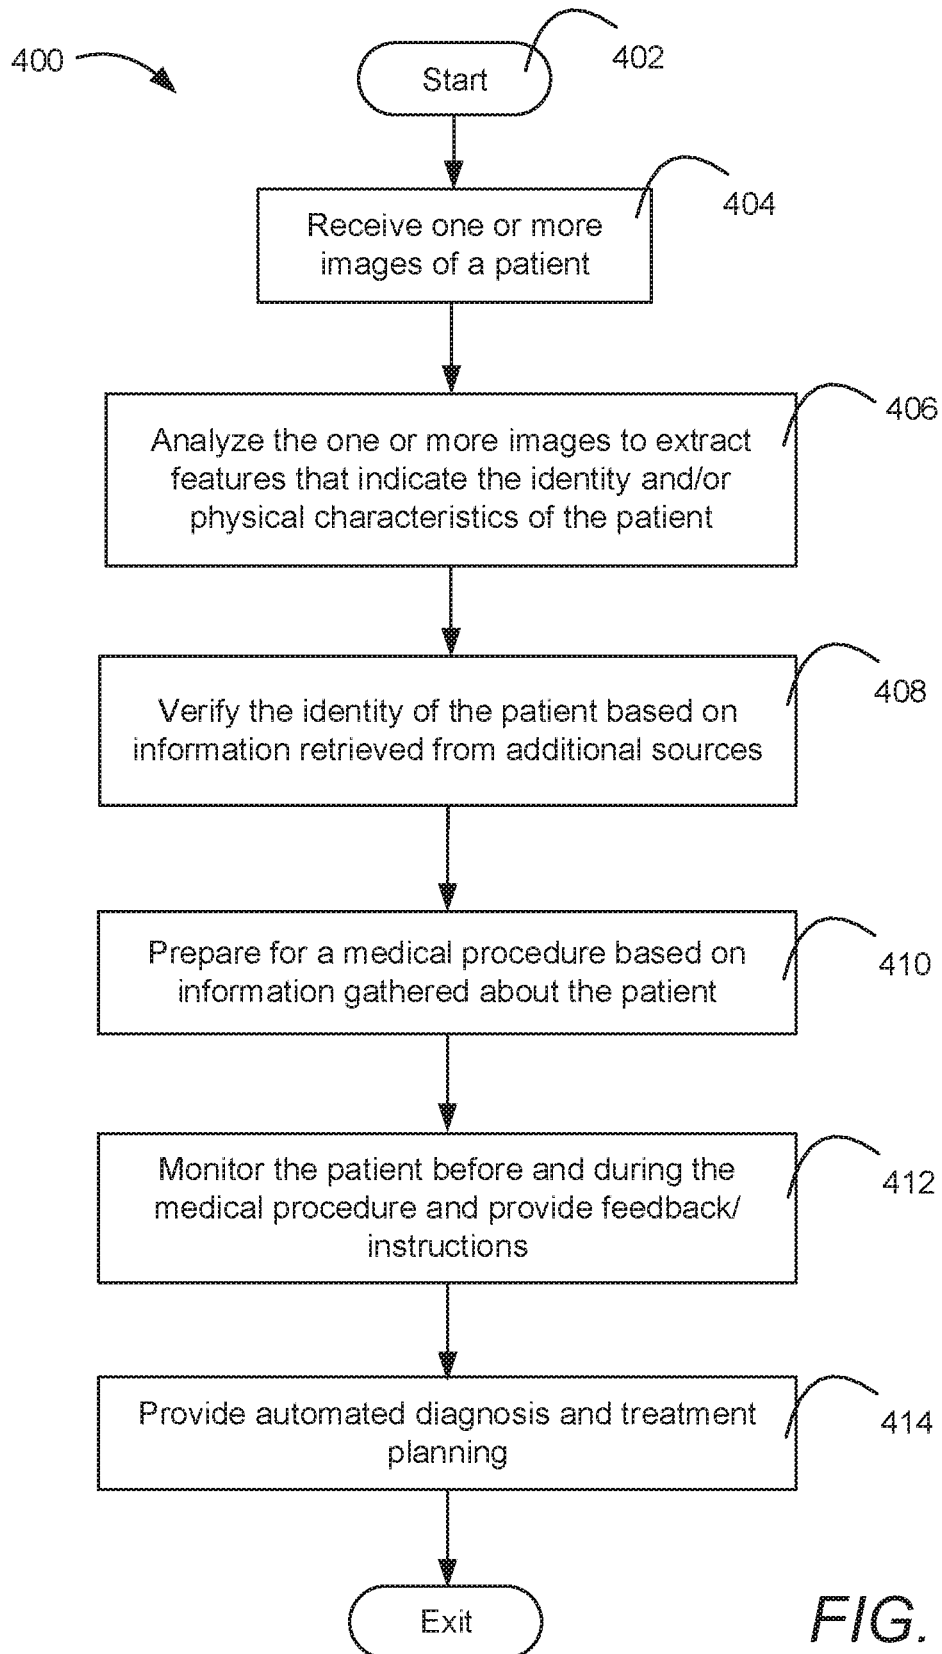 400
Start
402
Receive one or more
images of a patient
404
Analyze the one or more images to extract
features that indicate the identity and/or
physical characteristics of the patient
406
Verify the identity of the patient based on
information retrieved from additional sources
408
Prepare for a medical procedure based on
information gathered about the patient
410
Monitor the patient before and during the
medical procedure and provide feedback/
instructions
412
Provide automated diagnosis and treatment
planning
414
Exit
FIG.